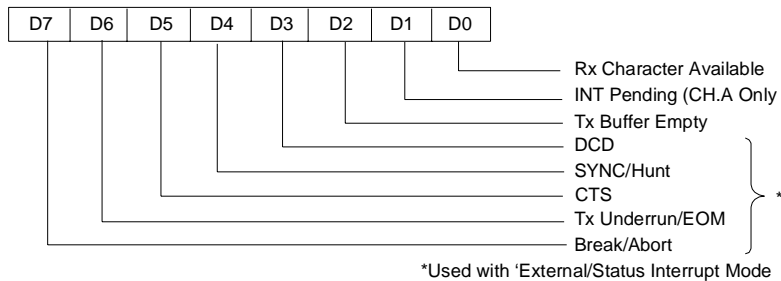 D7 D6 D5 D4 D3 D2 D1 D0
Rx Character Available
INT Pending (CH.A Only
Tx Buffer Empty
DCD
SYNC/Hunt
CTS
*
Tx Underrun/EOM
Break/Abort
*Used with ‘External/Status Interrupt Mode